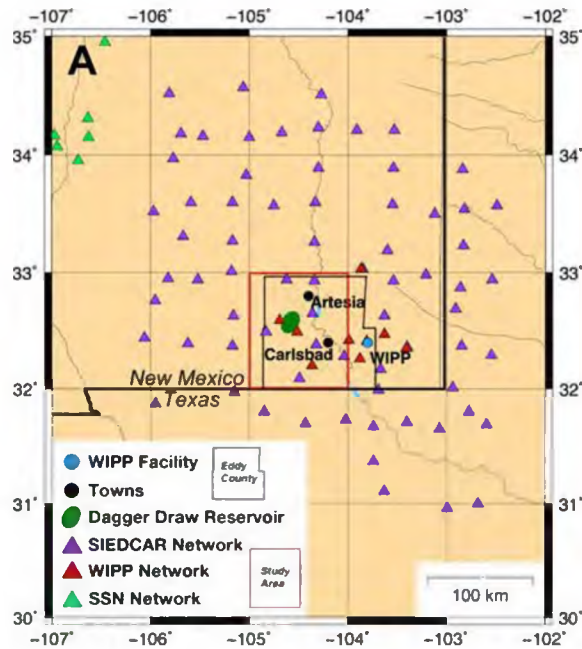 −107° −106° −105° −104° −103° −102°
35° 35°
A
34° 34°
33° 33°
Artesia
Carlsbad WIPP
32° 32°
New Mexico
Texas
WIPP Facility
Eddy
County
Towns
Dagger Draw Reservoir
31° 31°
SIEDCAR Network
WIPP Network
Study
Area
SSN Network
100 km
30° 30°
−107° −106° −105° −104° −103° −102°